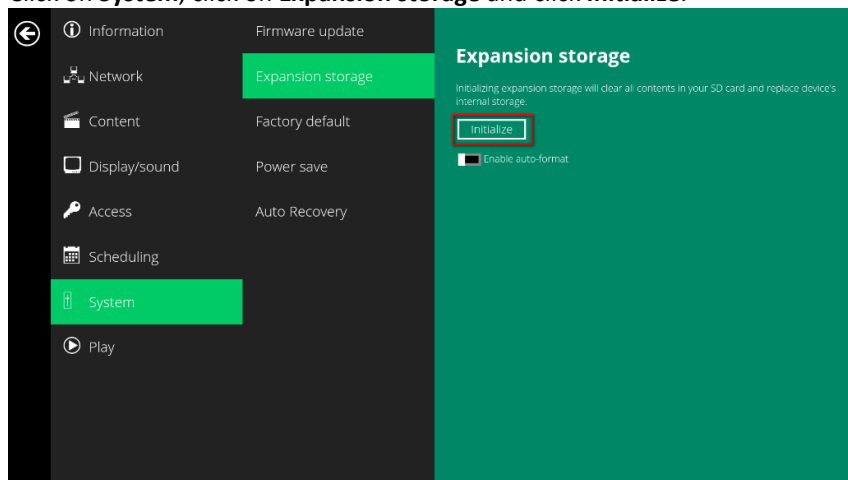 Click on System, click on Expansion storage and click Initialize.
Information
Network
Content
Display/sound
Access
Scheduling
System
Play
Firmware update
Expansion storage
Factory default
Power save
Auto Recovery
Expansion storage
Initializing expansion storage will clear all contents in your SD card and replace device's
internal storage.
Initialize
Enable auto-format